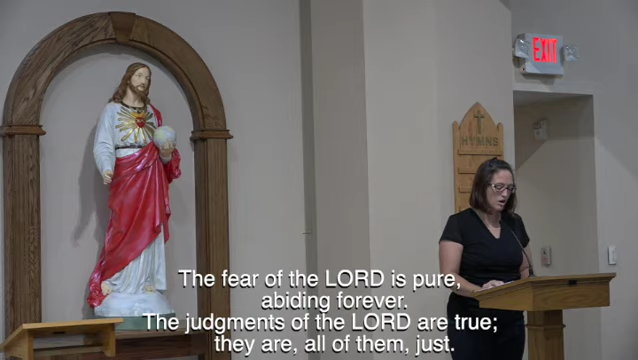 EXIT
HYMNS
The fear of the LORD is pure,
abiding forever.
The judgments of the LORD are true;
they are, all of them, just.